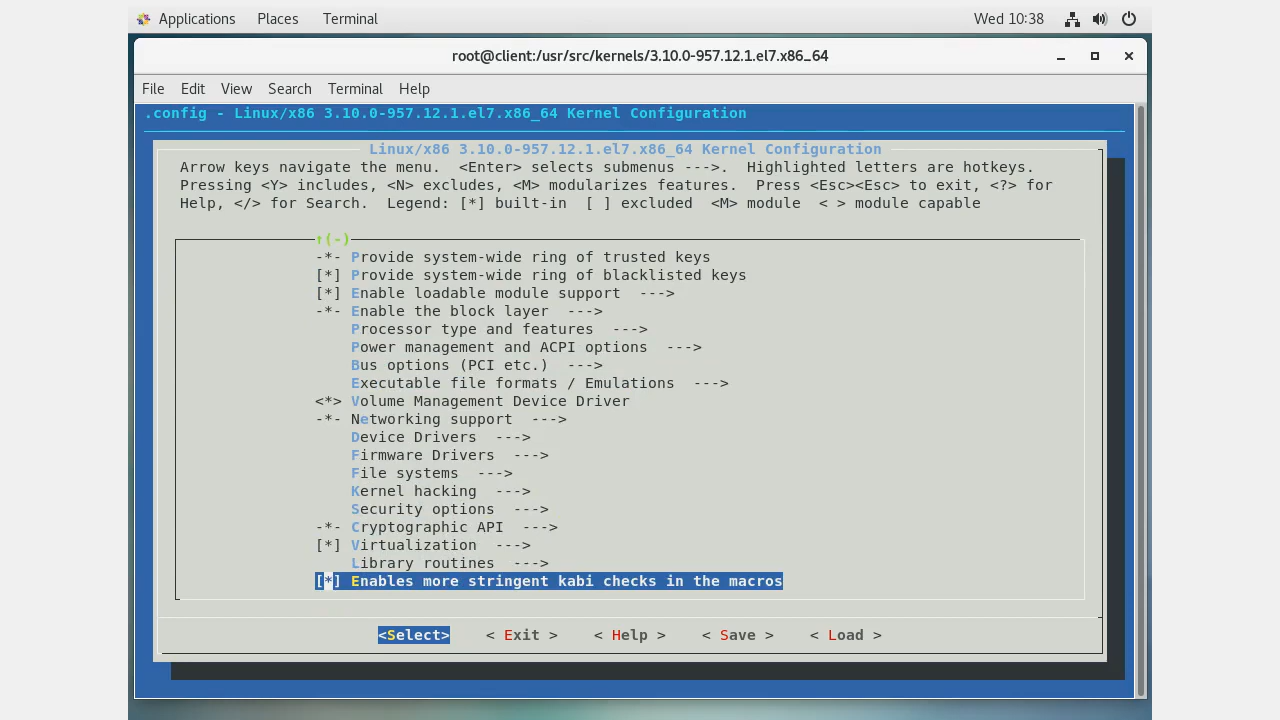 Applications Places Terminal Wed 10:38
root@client:/usr/src/kernels/3.10.0-957.12.1.el7.x86_64
File Edit View Search Terminal Help
.config - Linux/x86 3.10.0-957.12.1.el7.x86_64 Kernel Configuration
Linux/x86 3.10.0-957.12.1.el7.x86_64 Kernel Configuration
Arrow keys navigate the menu.  <Enter> selects submenus --->.  Highlighted letters are hotkeys.
Pressing <Y> includes, <N> excludes, <M> modularizes features.  Press <Esc><Esc> to exit, <?> for
Help, </> for Search.  Legend: [*] built-in  [ ] excluded  <M> module  < > module capable
↑(-)
-*- Provide system-wide ring of trusted keys
[*] Provide system-wide ring of blacklisted keys
[*] Enable loadable module support  --->
-*- Enable the block layer  --->
Processor type and features  --->
Power management and ACPI options  --->
Bus options (PCI etc.)  --->
Executable file formats / Emulations  --->
<*> Volume Management Device Driver
-*- Networking support  --->
Device Drivers  --->
Firmware Drivers  --->
File systems  --->
Kernel hacking  --->
Security options  --->
-*- Cryptographic API  --->
[*] Virtualization  --->
Library routines  --->
[*] Enables more stringent kabi checks in the macros
<Select> < Exit > < Help > < Save > < Load >